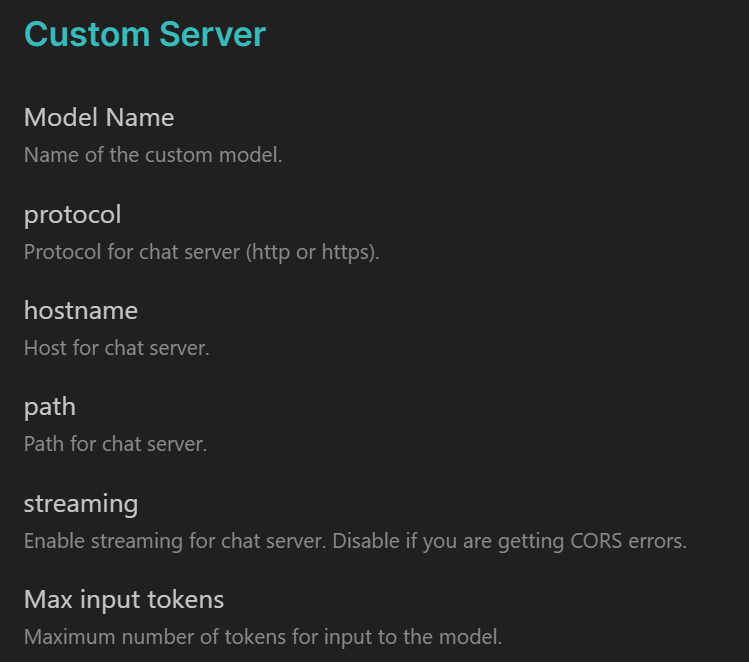 Custom Server
Model Name
Name of the custom model.
protocol
Protocol for chat server (http or https).
hostname
Host for chat server.
path
Path for chat server.
streaming
Enable streaming for chat server. Disable if you are getting CORS errors.
Max input tokens
Maximum number of tokens for input to the model.